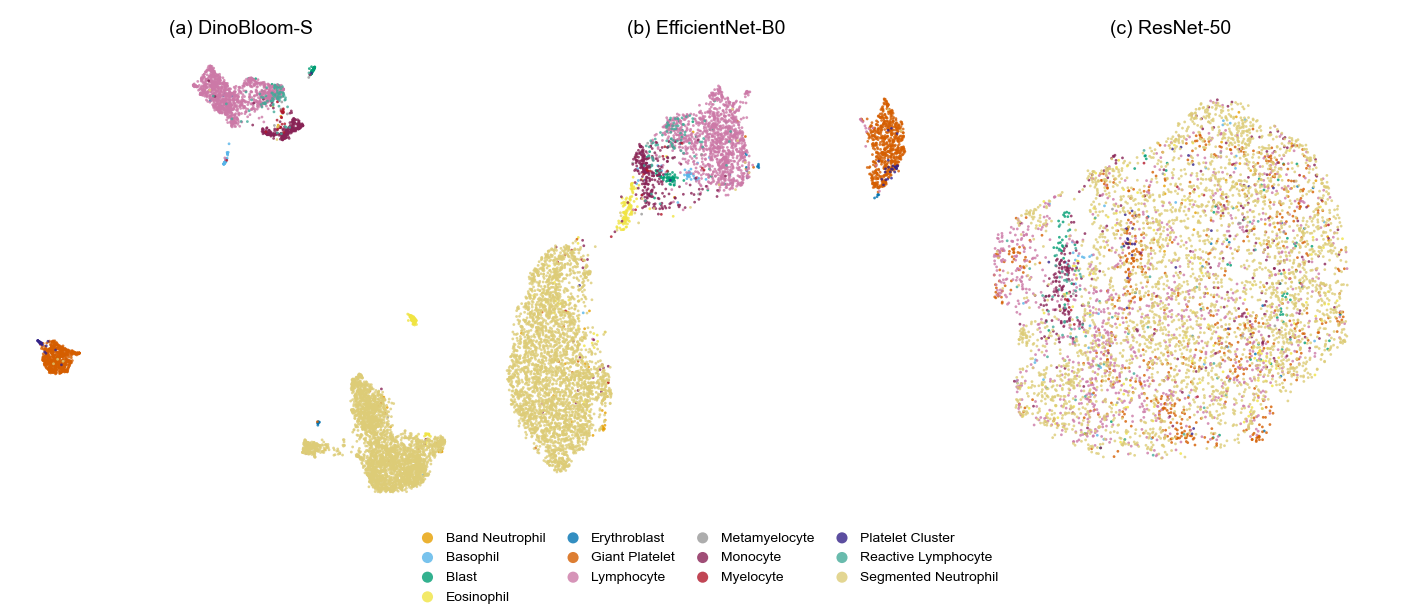 (a) DinoBloom-S (b) EfficientNet-B0 (c) ResNet-50
Band Neutrophil Erythroblast Metamyelocyte Platelet Cluster
Basophil Giant Platelet Monocyte Reactive Lymphocyte
Blast Lymphocyte Myelocyte Segmented Neutrophil
Eosinophil